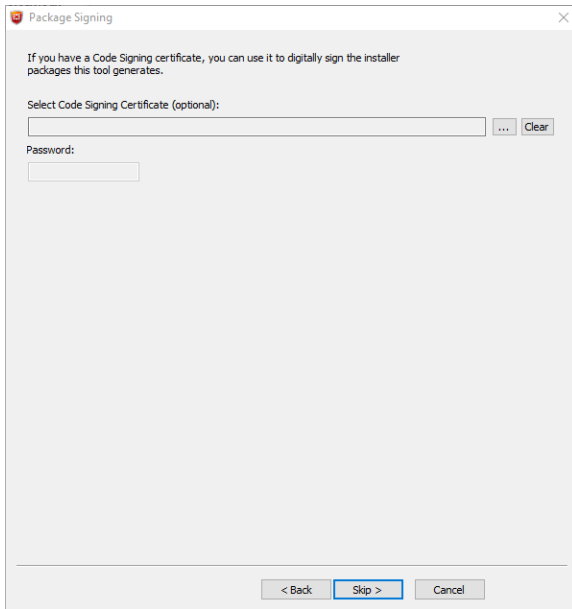 Package Signing
If you have a Code Signing certificate, you can use it to digitally sign the installer
packages this tool generates.
Select Code Signing Certificate (optional):
... Clear
Password:
< Back Skip > Cancel